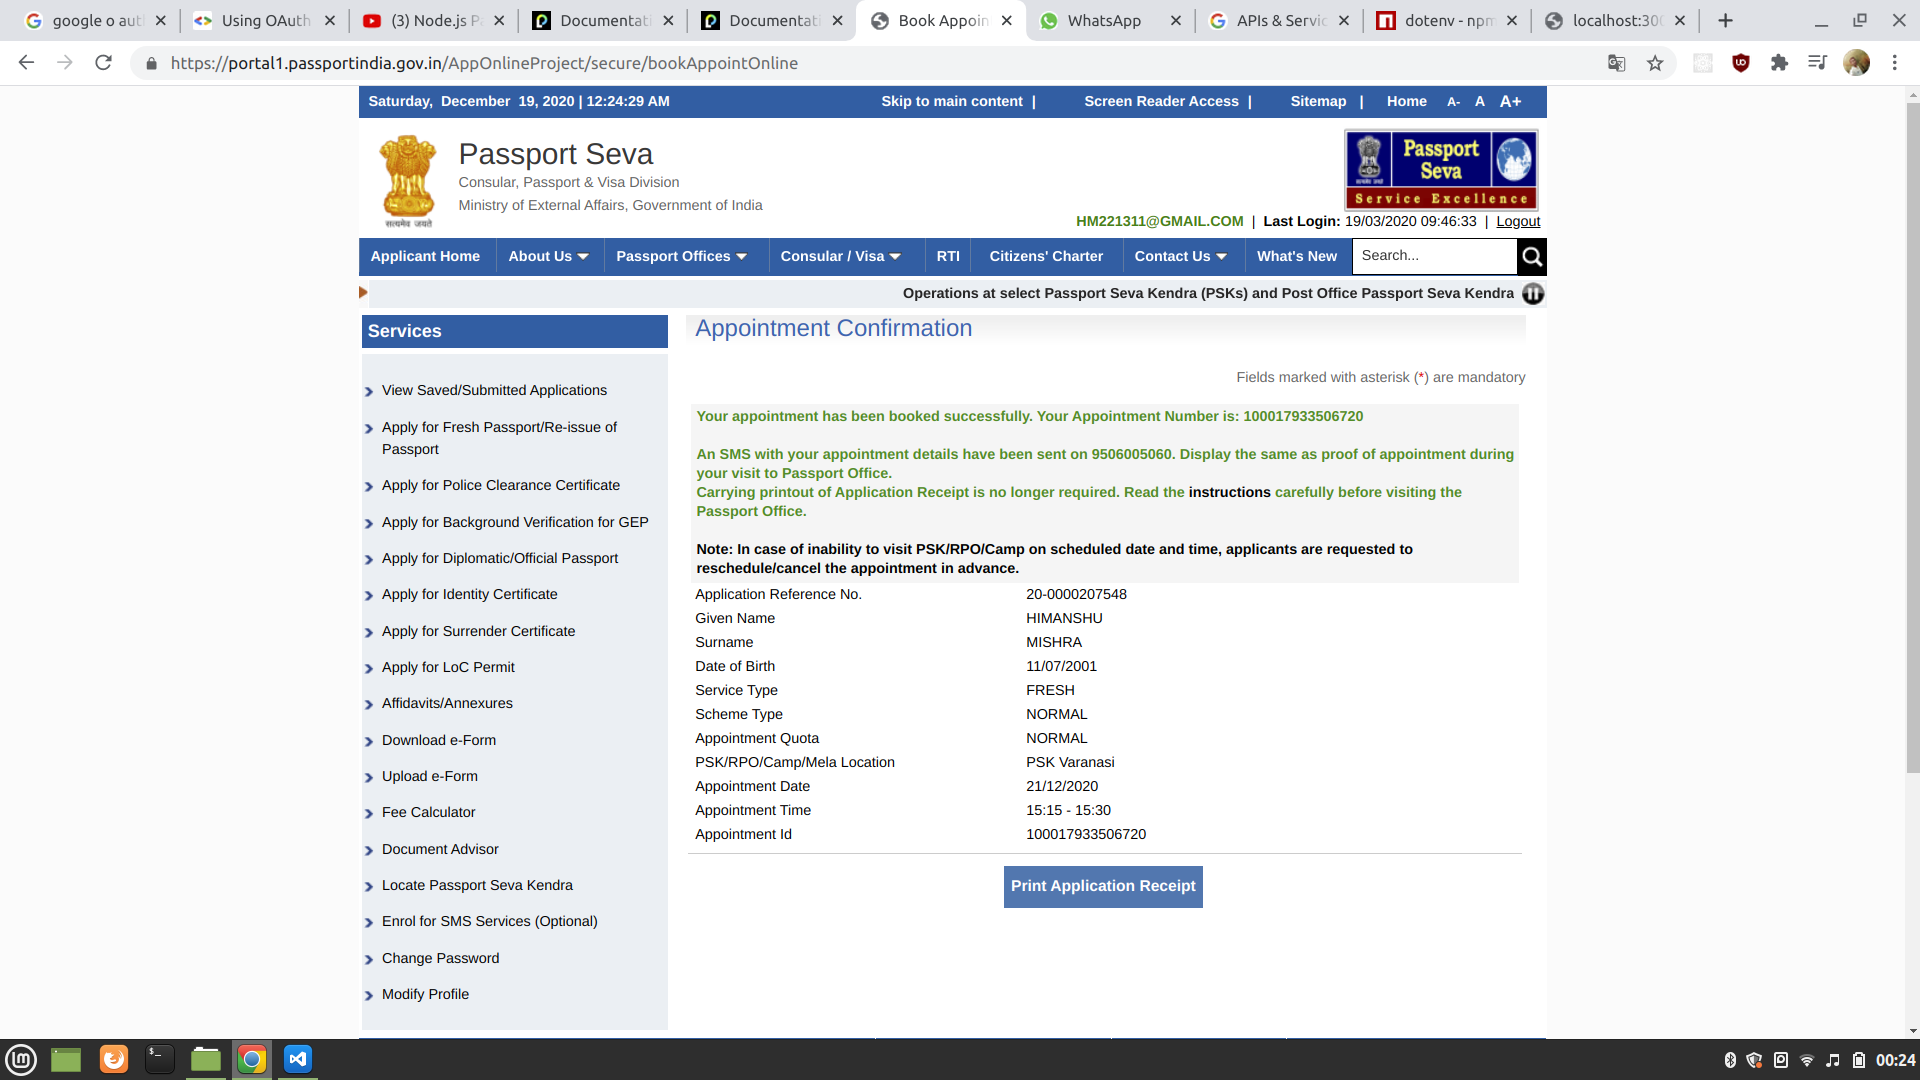 google o aut
Using OAuth
(3) Node.js Pa
Documentati
Documentati
Book Appoin
WhatsApp
APIs & Servic
dotenv - npm
localhost:300
https://portal1.passportindia.gov.in/AppOnlineProject/secure/bookAppointOnline
Saturday, December 19, 2020 | 12:24:29 AM
Skip to main content |
Screen Reader Access |
Sitemap |
Home
A-
A
A+
सत्यमेव जयते
Passport Seva
Consular, Passport & Visa Division
Ministry of External Affairs, Government of India
Passport
Seva
Service Excellence
HM221311@GMAIL.COM | Last Login: 19/03/2020 09:46:33 | Logout
Applicant Home
About Us
Passport Offices
Consular / Visa
RTI
Citizens' Charter
Contact Us
What's New
Search...
Operations at select Passport Seva Kendra (PSKs) and Post Office Passport Seva Kendra
Services
View Saved/Submitted Applications
Apply for Fresh Passport/Re-issue of
Passport
Apply for Police Clearance Certificate
Apply for Background Verification for GEP
Apply for Diplomatic/Official Passport
Apply for Identity Certificate
Apply for Surrender Certificate
Apply for LoC Permit
Affidavits/Annexures
Download e-Form
Upload e-Form
Fee Calculator
Document Advisor
Locate Passport Seva Kendra
Enrol for SMS Services (Optional)
Change Password
Modify Profile
Appointment Confirmation
Fields marked with asterisk (*) are mandatory
Your appointment has been booked successfully. Your Appointment Number is: 100017933506720
An SMS with your appointment details have been sent on 9506005060. Display the same as proof of appointment during
your visit to Passport Office.
Carrying printout of Application Receipt is no longer required. Read the instructions carefully before visiting the
Passport Office.
Note: In case of inability to visit PSK/RPO/Camp on scheduled date and time, applicants are requested to
reschedule/cancel the appointment in advance.
Application Reference No. 20-0000207548
Given Name HIMANSHU
Surname MISHRA
Date of Birth 11/07/2001
Service Type FRESH
Scheme Type NORMAL
Appointment Quota NORMAL
PSK/RPO/Camp/Mela Location PSK Varanasi
Appointment Date 21/12/2020
Appointment Time 15:15 - 15:30
Appointment Id 100017933506720
Print Application Receipt
00:24